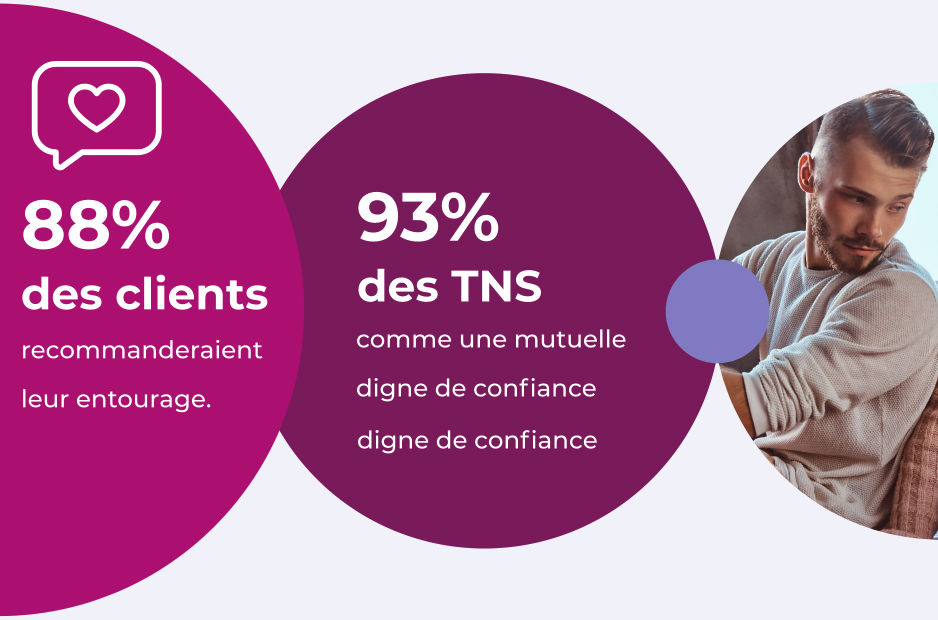 88%
des clients
recommanderaient
leur entourage.
93%
des TNS
comme une mutuelle
digne de confiance
digne de confiance